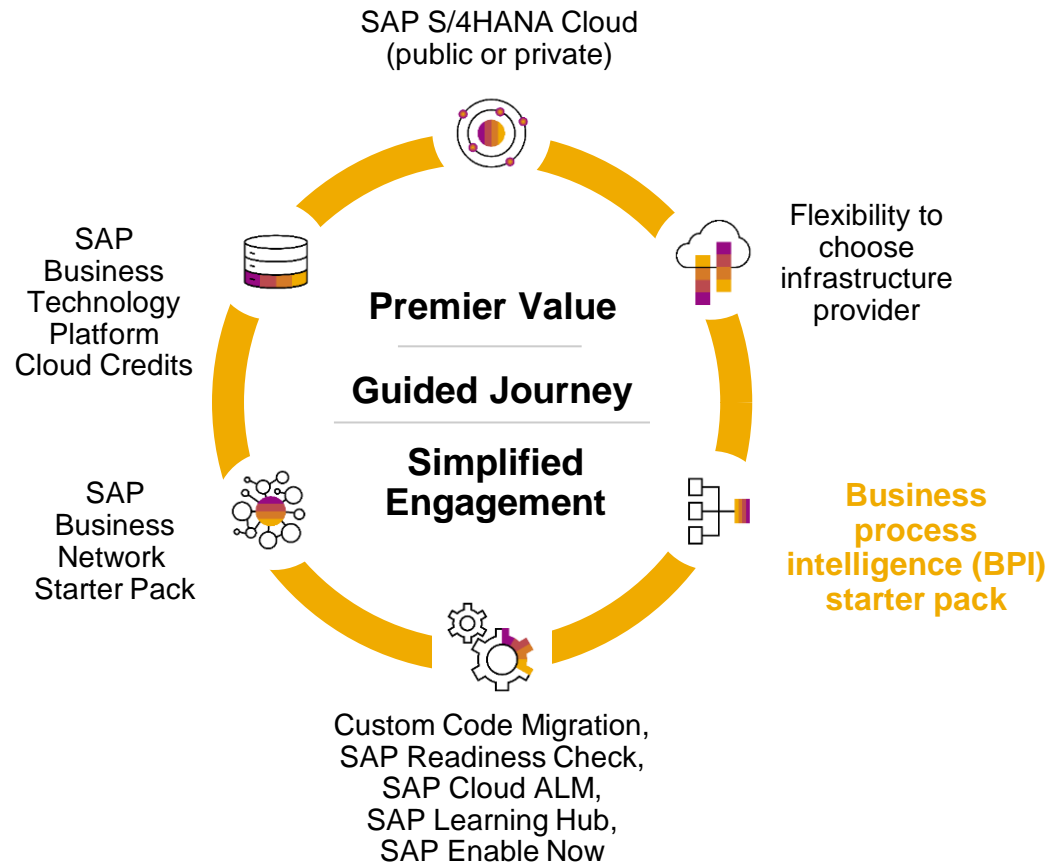 SAP S/4HANA Cloud
(public or private)
Flexibility to
choose
infrastructure
provider
SAP
Business
Technology
Platform
Cloud Credits
Premier Value
Guided Journey
Simplified
Engagement
SAP
Business
Network
Starter Pack
Business
process
intelligence (BPI)
starter pack
Custom Code Migration,
SAP Readiness Check,
SAP Cloud ALM,
SAP Learning Hub,
SAP Enable Now